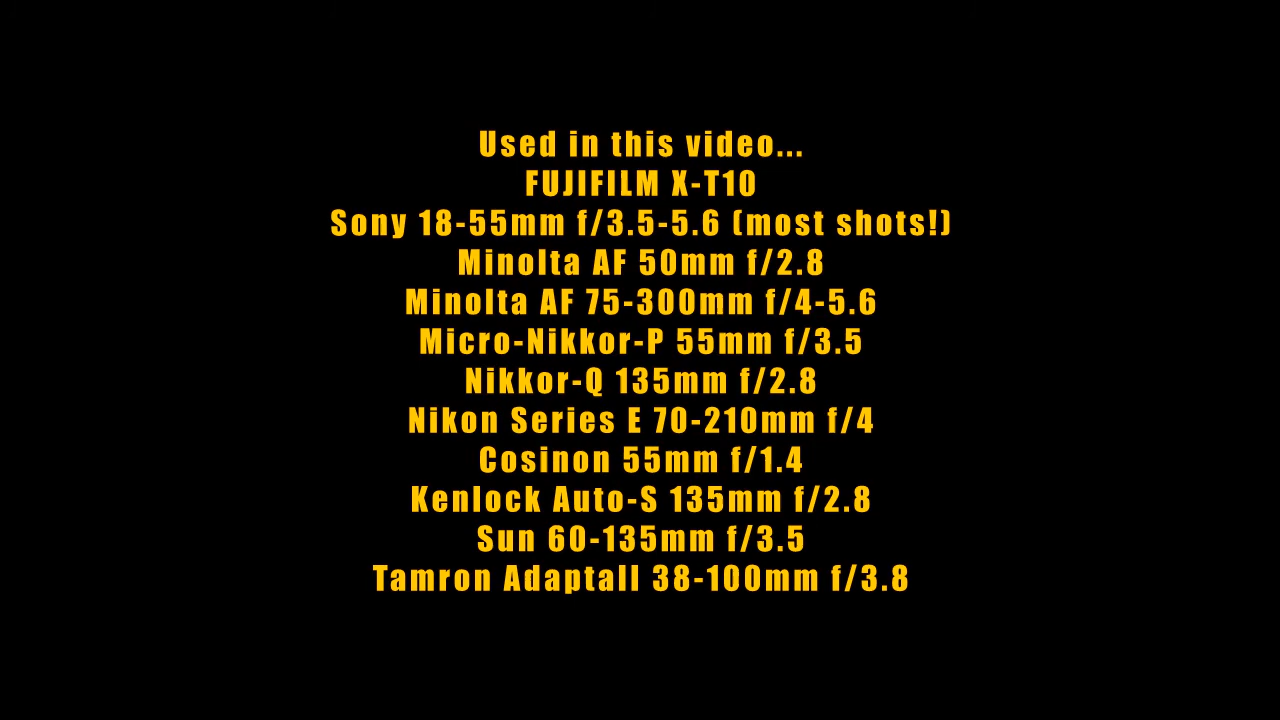 Used in this video...
FUJIFILM X-T10
Sony 18-55mm f/3.5-5.6 (most shots!)
Minolta AF 50mm f/2.8
Minolta AF 75-300mm f/4-5.6
Micro-Nikkor-P 55mm f/3.5
Nikkor-Q 135mm f/2.8
Nikon Series E 70-210mm f/4
Cosinon 55mm f/1.4
Kenlock Auto-S 135mm f/2.8
Sun 60-135mm f/3.5
Tamron Adaptall 38-100mm f/3.8